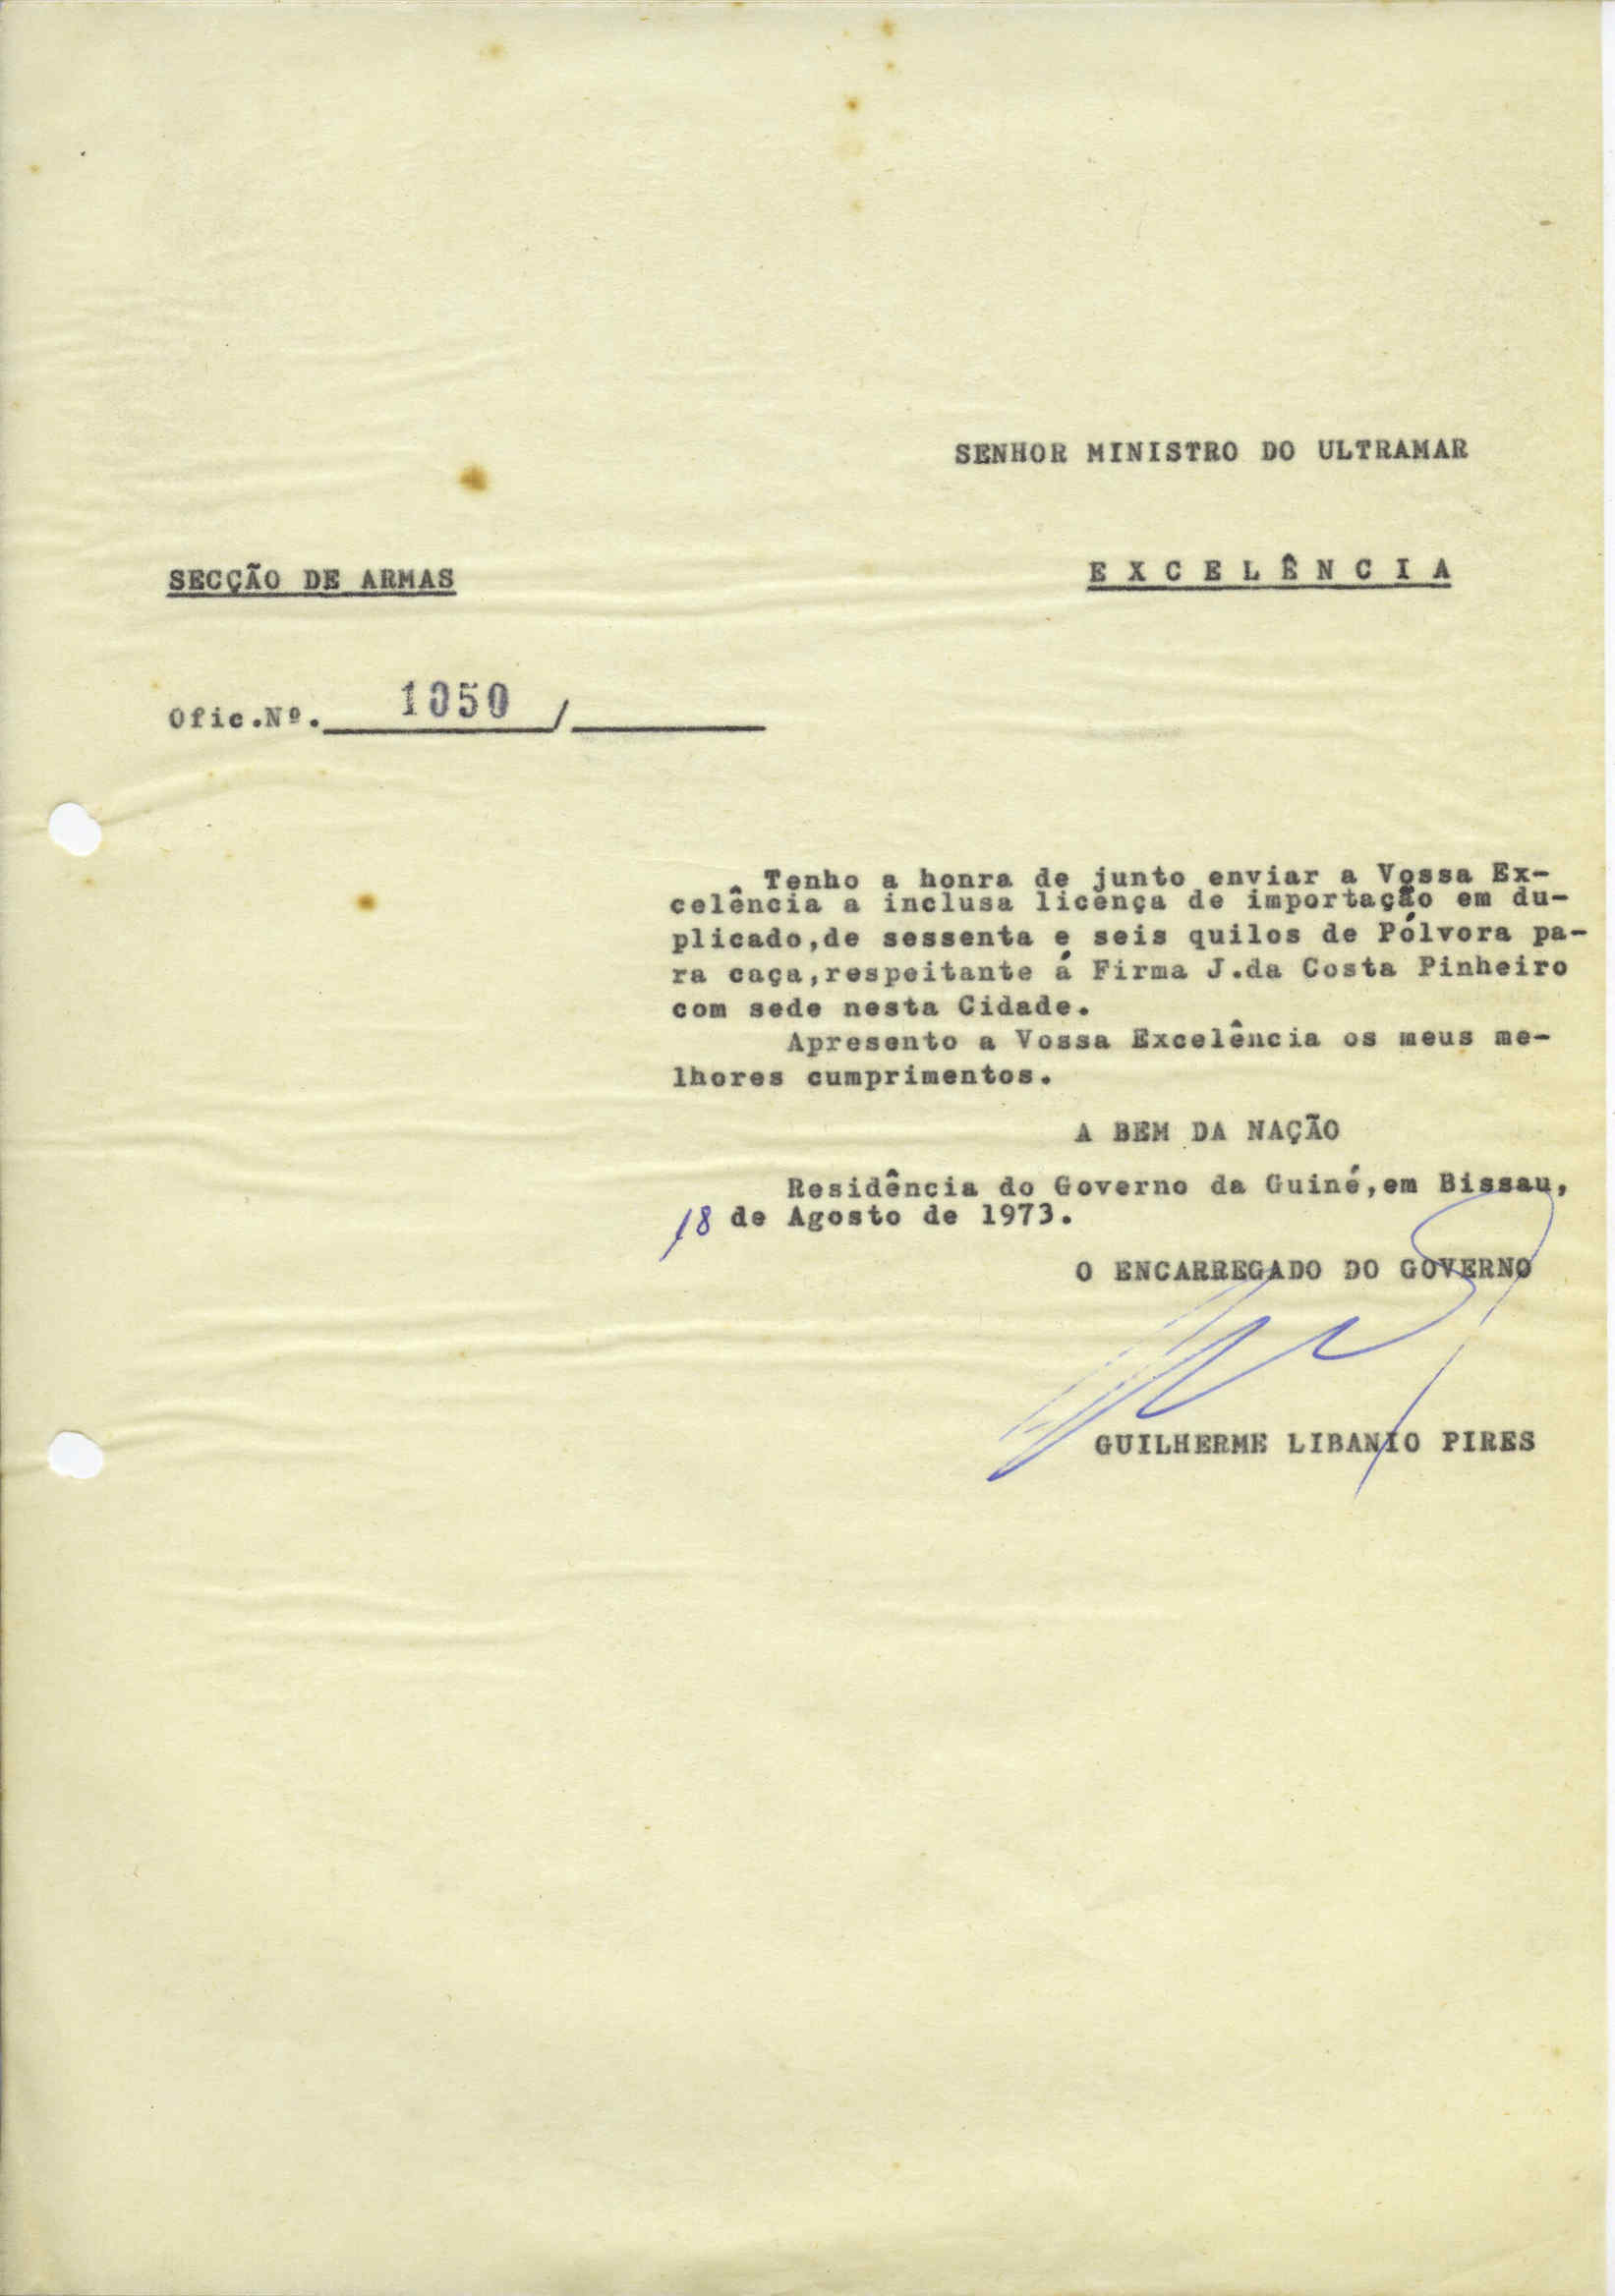 SENHOR MINISTRO DO ULTRAMAR
E X C E L Ê N C I A
SECÇÃO DE ARMAS
Ofic.Nº. 1050 /
Tenho a honra de junto enviar a Vossa Ex-
celência a inclusa licença de importação em du-
plicado,de sessenta e seis quilos de Pólvora pa-
ra caça,respeitante á Firma J.da Costa Pinheiro
com sede nesta Cidade.
Apresento a Vossa Excelência os meus me-
lhores cumprimentos.
A BEM DA NAÇÃO
Residência do Governo da Guiné,em Bissau,
18 de Agosto de 1973.
O ENCARREGADO DO GOVERNO
GUILHERME LIBANIO PIRES